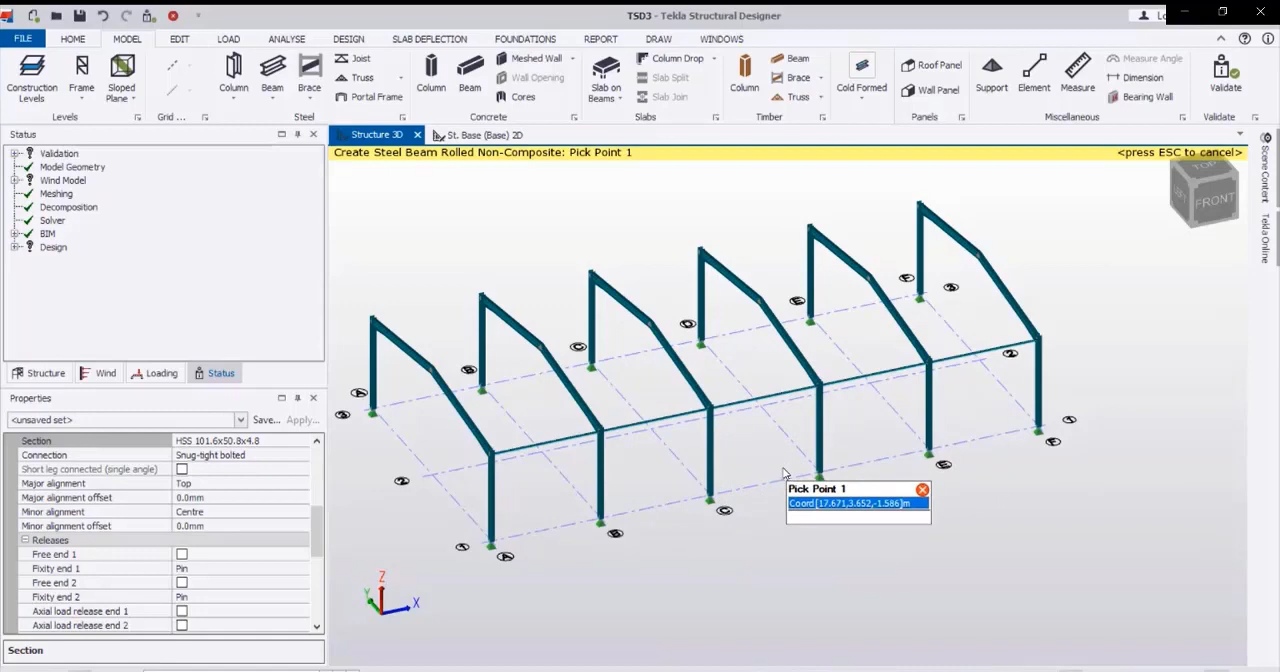 TSD3 - Tekla Structural Designer
FILE HOME MODEL EDIT LOAD ANALYSE DESIGN SLAB DEFLECTION FOUNDATIONS REPORT DRAW WINDOWS
Construction Levels
Frame
Sloped Plane
Levels
Grid ...
Column
Beam
Brace
Joist
Truss
Portal Frame
Steel
Column
Beam
Meshed Wall
Wall Opening
Cores
Concrete
Slab on Beams
Column Drop
Slab Split
Slab Join
Slabs
Column
Beam
Brace
Truss
Timber
Cold Formed
Roof Panel
Wall Panel
Panels
Support
Element
Measure
Measure Angle
Dimension
Bearing Wall
Miscellaneous
Validate
Validate
Status
Validation
Model Geometry
Wind Model
Meshing
Decomposition
Solver
BIM
Design
Structure Wind Loading Status
Properties
<unsaved set> Save... Apply...
Section HSS 101.6x50.8x4.8
Connection Snug-tight bolted
Short leg connected (single angle)
Major alignment Top
Major alignment offset 0.0mm
Minor alignment Centre
Minor alignment offset 0.0mm
Releases
Free end 1
Fixity end 1 Pin
Free end 2
Fixity end 2 Pin
Axial load release end 1
Axial load release end 2
Section
Structure 3D St. Base (Base) 2D
Create Steel Beam Rolled Non-Composite: Pick Point 1 <press ESC to cancel>
TOP
LEFT
FRONT
Scene Content
Tekla Online
F
3
E
D
C
2
B
A
3
2
1
F
E
C
B
1
A
Pick Point 1
Coord[17.671,3.652,-1.586]m
Z
Y
X